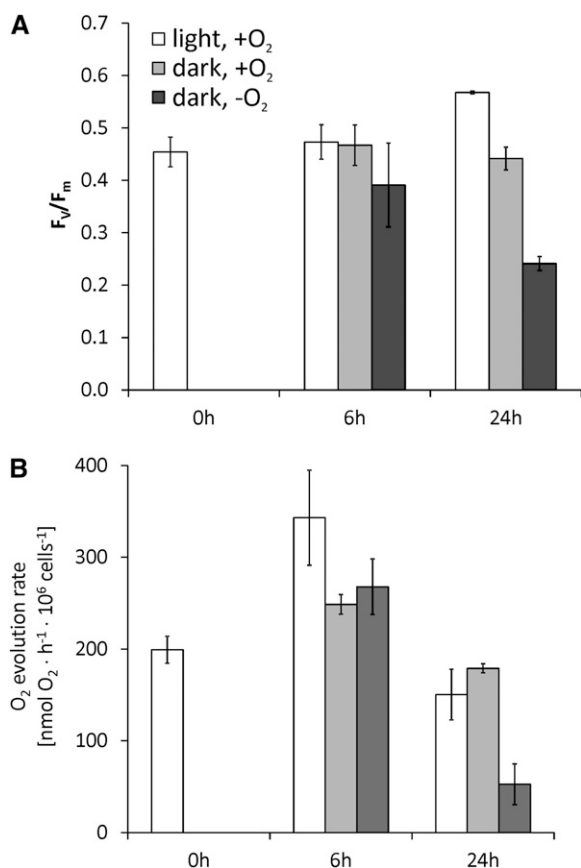 A
0.7
0.6
0.5
0.4
0.3
0.2
0.1
0.0
Fv/Fm
light, +O2
dark, +O2
dark, -O2
0h 6h 24h
B
400
300
200
100
0
O2 evolution rate
[nmol O2 · h-1 · 10^6 cells-1]
0h 6h 24h